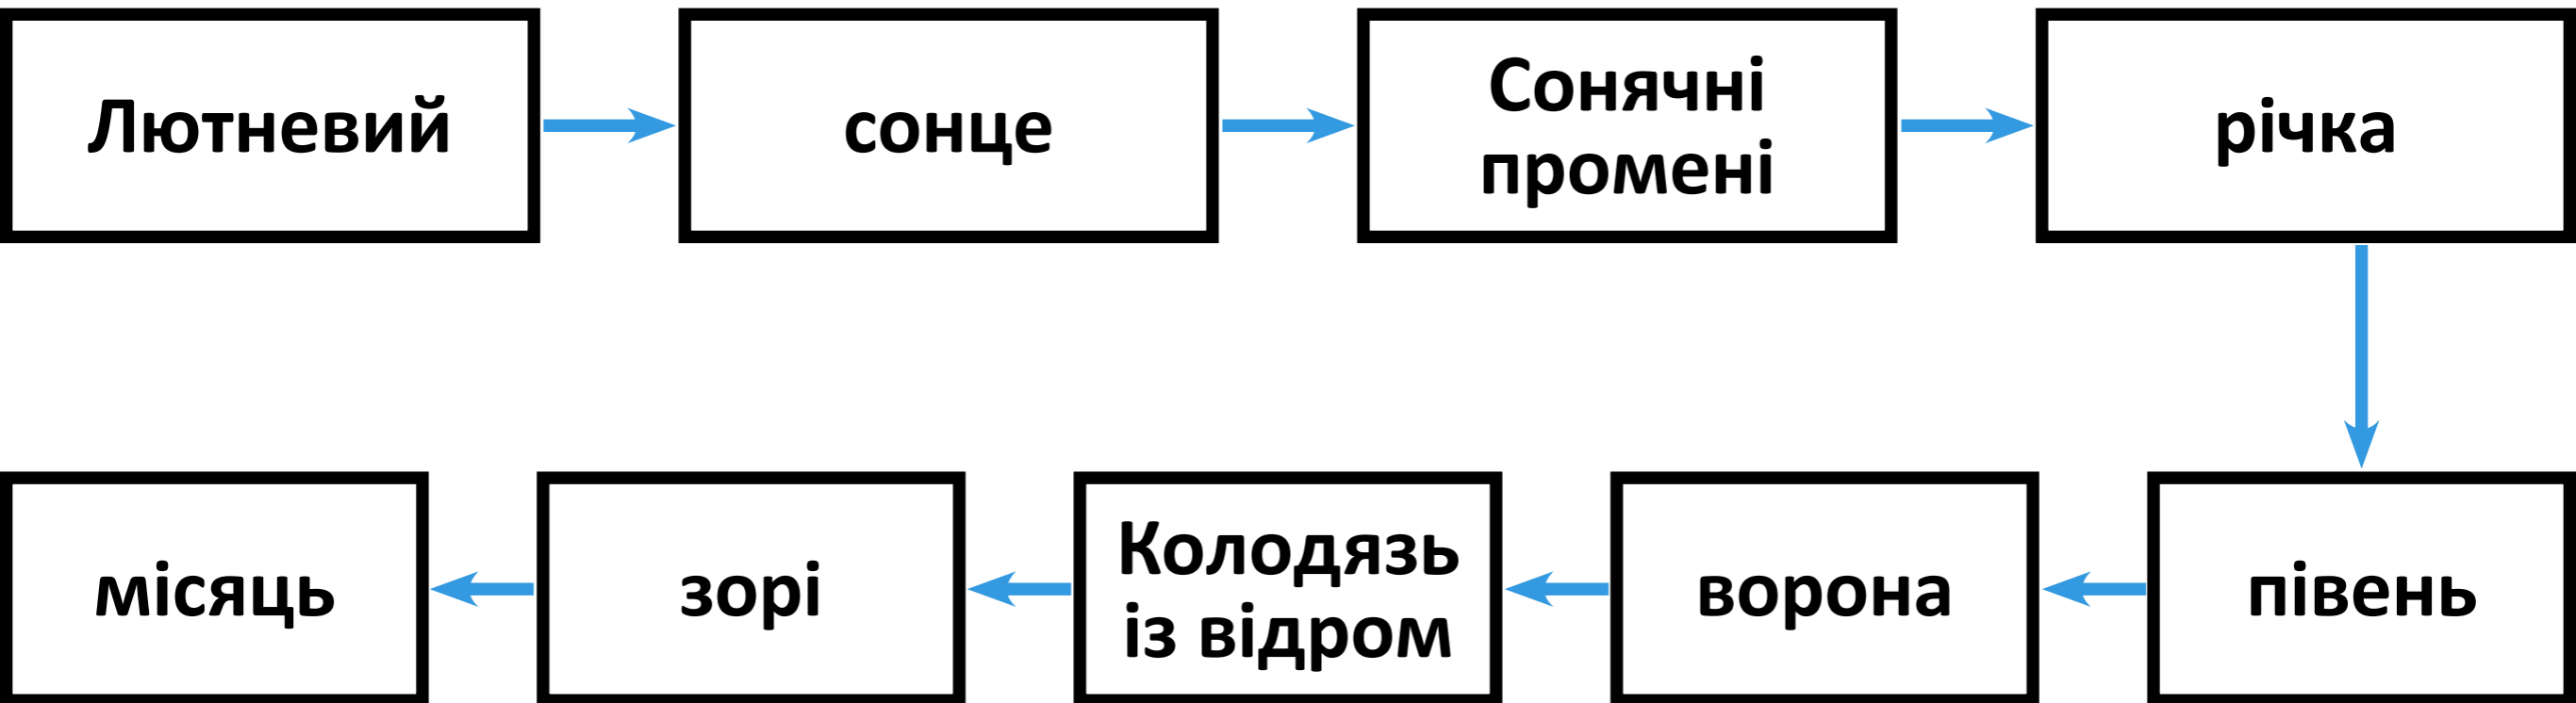 Лютневий
сонце
Сонячні
промені
річка
півень
ворона
Колодязь
із відром
зорі
місяць